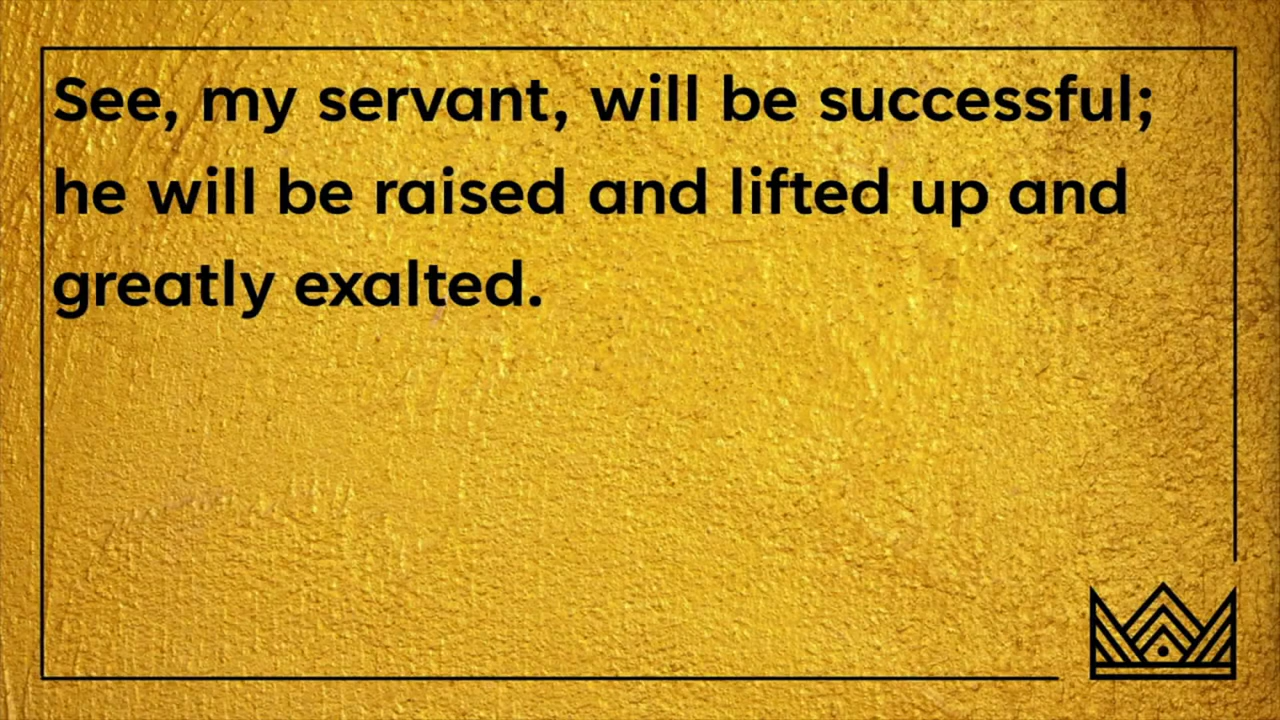 See, my servant, will be successful;
he will be raised and lifted up and
greatly exalted.